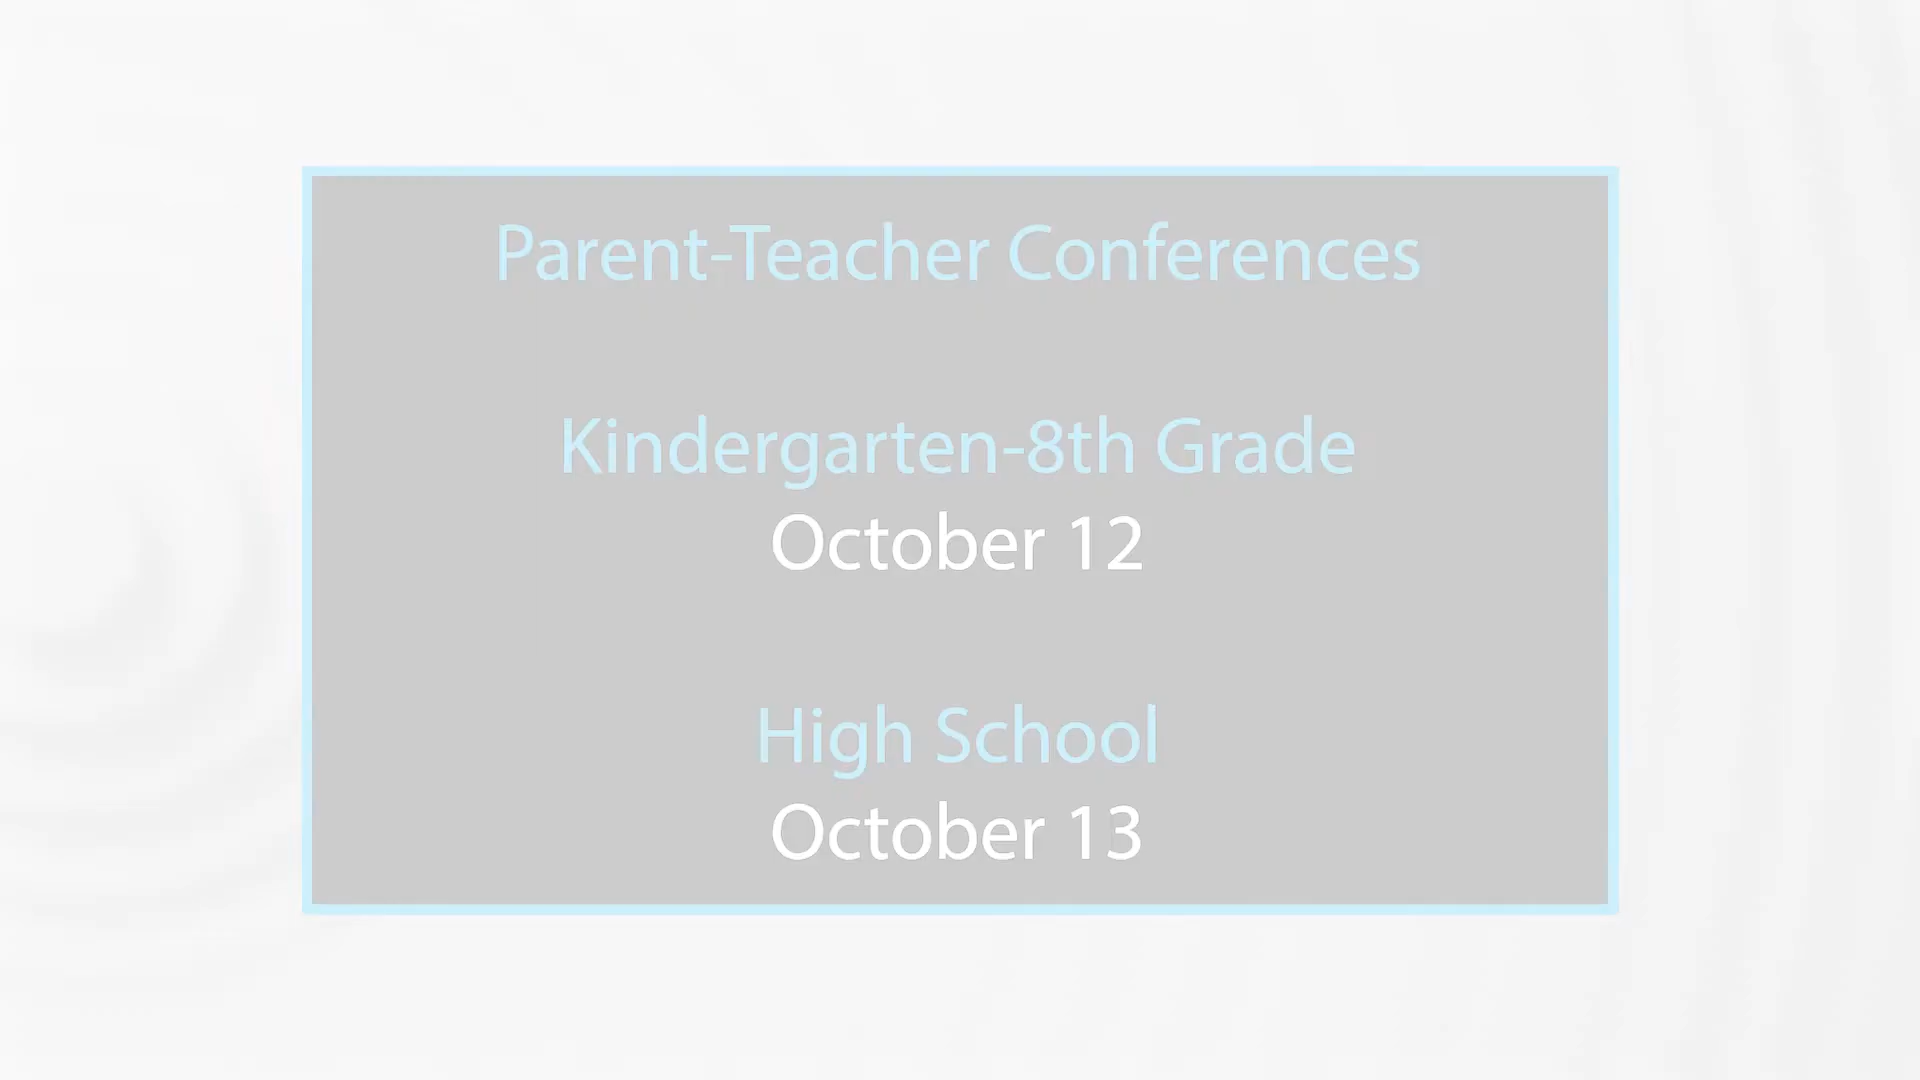 Parent-Teacher Conferences
Kindergarten-8th Grade
October 12
High School
October 13